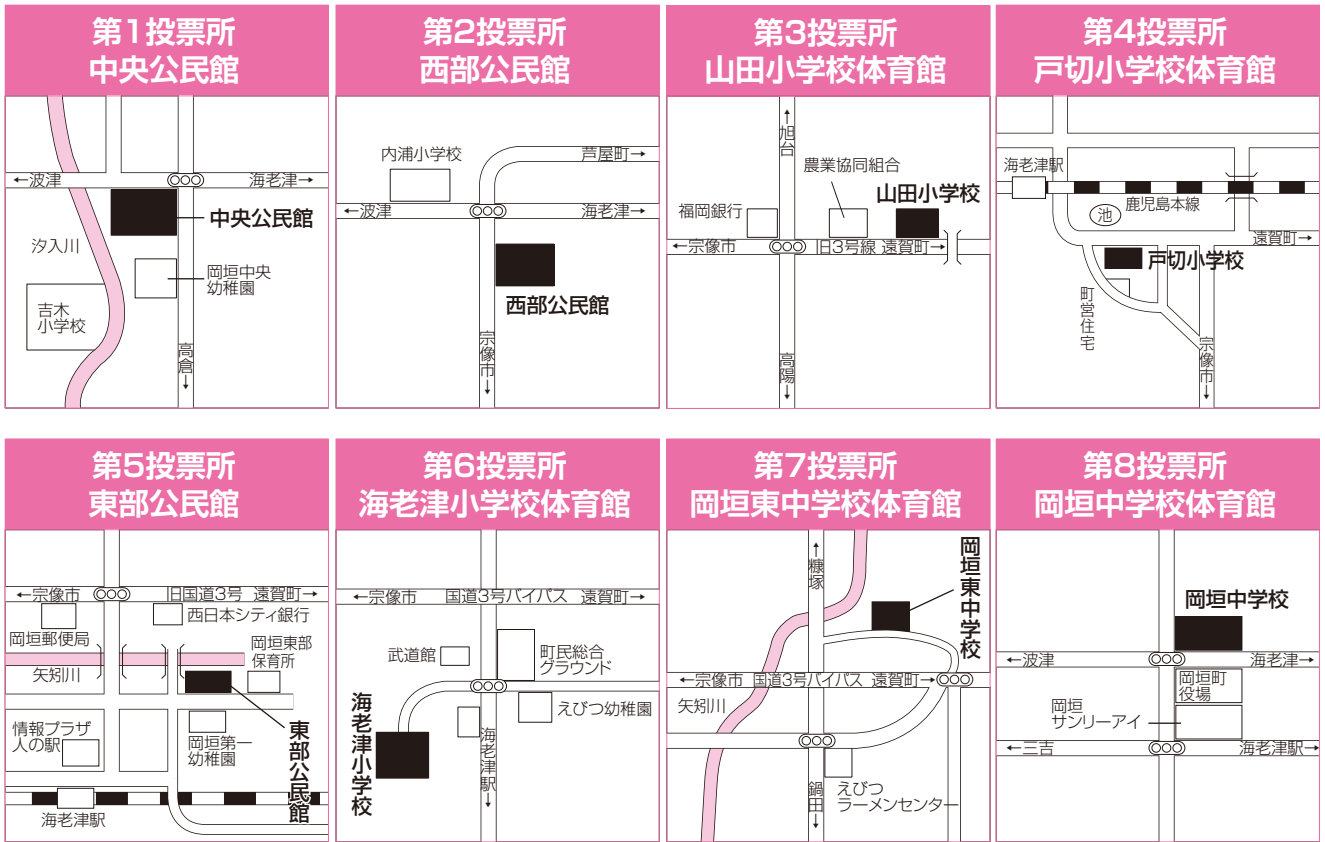 第1投票所
中央公民館
←波津
海老津→
中央公民館
汐入川
岡垣中央
幼稚園
吉木
小学校
高倉↓
第2投票所
西部公民館
内浦小学校
芦屋町→
←波津
海老津→
西部公民館
宗像市↓
第3投票所
山田小学校体育館
↑旭台
農業協同組合
山田小学校
福岡銀行
←宗像市
旧3号線 遠賀町→
高陽↓
第4投票所
戸切小学校体育館
海老津駅
鹿児島本線
池
遠賀町→
戸切小学校
町営住宅
宗像市↓
第5投票所
東部公民館
←宗像市
旧国道3号 遠賀町→
西日本シティ銀行
岡垣郵便局
岡垣東部
保育所
矢矧川
情報プラザ
人の駅
岡垣第一
幼稚園
東部公民館
海老津駅
第6投票所
海老津小学校体育館
←宗像市 国道3号バイパス 遠賀町→
武道館
町民総合
グラウンド
えびつ幼稚園
海老津小学校
海老津駅↓
第7投票所
岡垣東中学校体育館
↑糠塚
岡垣東中学校
←宗像市 国道3号バイパス 遠賀町→
矢矧川
えびつ
ラーメンセンター
鍋田↓
第8投票所
岡垣中学校体育館
岡垣中学校
←波津
海老津→
岡垣町
役場
岡垣
サンリーアイ
←三吉
海老津駅→